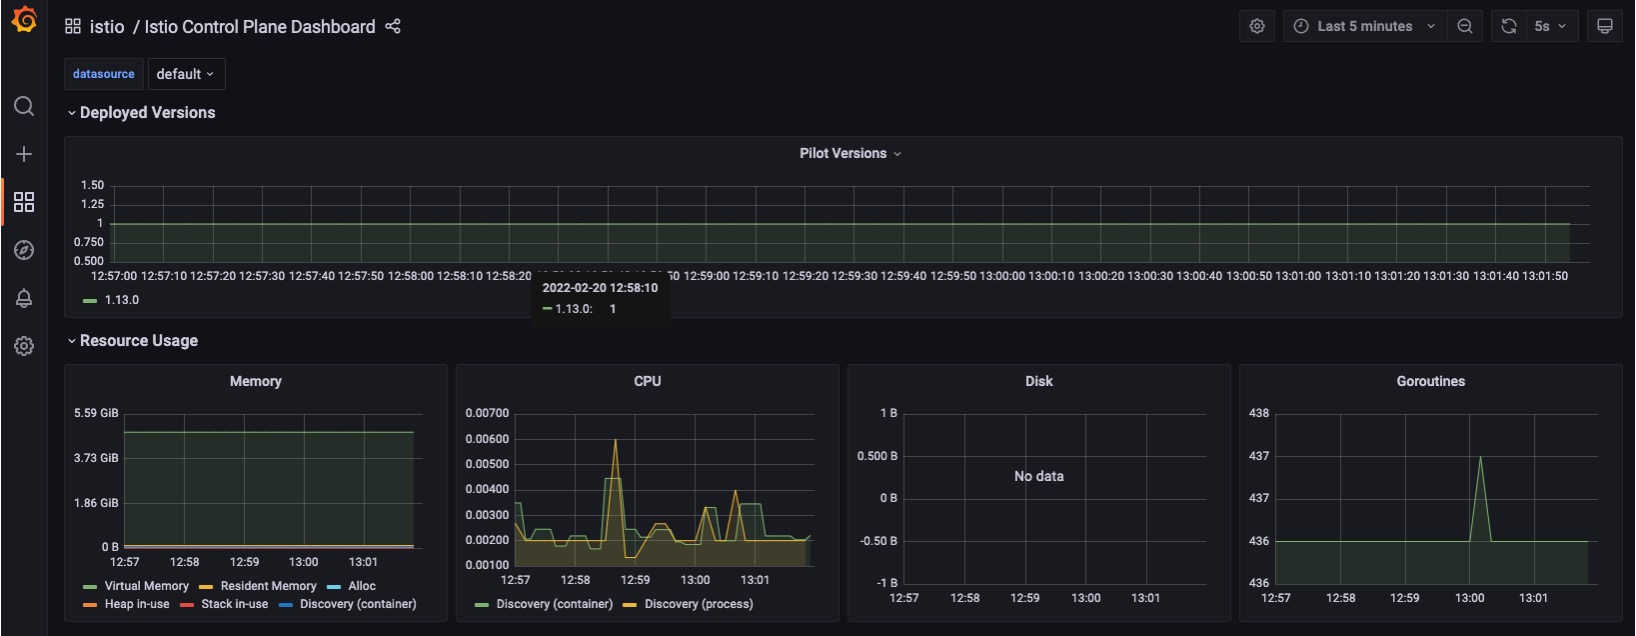 istio / Istio Control Plane Dashboard
Last 5 minutes
5s
datasource default
Deployed Versions
Pilot Versions
1.50
1.25
1
0.750
0.500
12:57:00 12:57:10 12:57:20 12:57:30 12:57:40 12:57:50 12:58:00 12:58:10 12:58:20 50 12:59:00 12:59:10 12:59:20 12:59:30 12:59:40 12:59:50 13:00:00 13:00:10 13:00:20 13:00:30 13:00:40 13:00:50 13:01:00 13:01:10 13:01:20 13:01:30 13:01:40 13:01:50
2022-02-20 12:58:10
1.13.0: 1
1.13.0
Resource Usage
Memory
5.59 GiB
3.73 GiB
1.86 GiB
0 B
12:57 12:58 12:59 13:00 13:01
Virtual Memory Resident Memory Alloc
Heap in-use Stack in-use Discovery (container)
CPU
0.00700
0.00600
0.00500
0.00400
0.00300
0.00200
0.00100
12:57 12:58 12:59 13:00 13:01
Discovery (container) Discovery (process)
Disk
1 B
0.500 B
0 B
-0.50 B
-1 B
No data
12:57 12:58 12:59 13:00 13:01
Goroutines
438
437
437
436
436
12:57 12:58 12:59 13:00 13:01